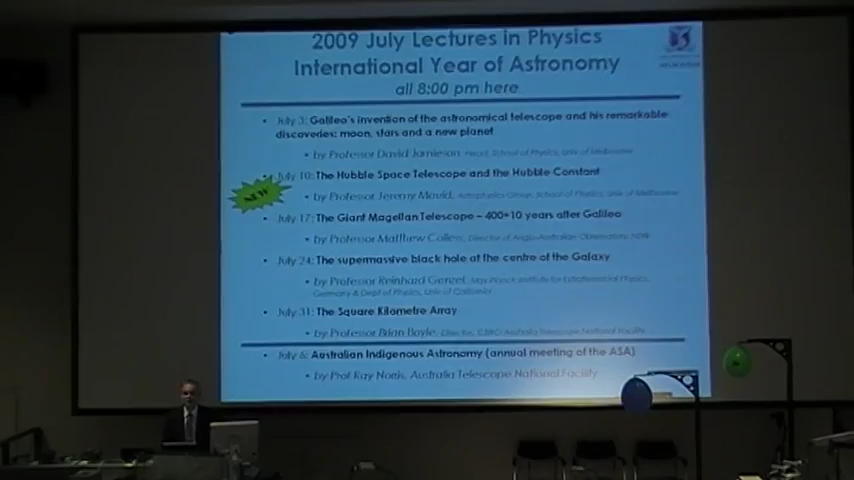 2009 July Lectures in Physics
International Year of Astronomy
all 8:00 pm here
• July 3: Galileo's invention of the astronomical telescope and his remarkable
discoveries: moon, stars and a new planet
• by Professor David Jamieson, Head, School of Physics, Univ of Melbourne
• July 10: The Hubble Space Telescope and the Hubble Constant
NEW
• by Professor Jeremy Mould, Astrophysics Group, School of Physics, Univ of Melbourne
• July 17: The Giant Magellan Telescope – 400+10 years after Galileo
• by Professor Matthew Colless, Director of Anglo-Australian Observatory, NSW
• July 24: The supermassive black hole at the centre of the Galaxy
• by Professor Reinhard Genzel, Max Planck Institute for Extraterrestrial Physics,
Germany & Dept of Physics, Univ of California
• July 31: The Square Kilometre Array
• by Professor Brian Boyle, Director, CSIRO Australia Telescope National Facility
• July 6: Australian Indigenous Astronomy (annual meeting of the ASA)
• by Prof Ray Norris, Australia Telescope National Facility